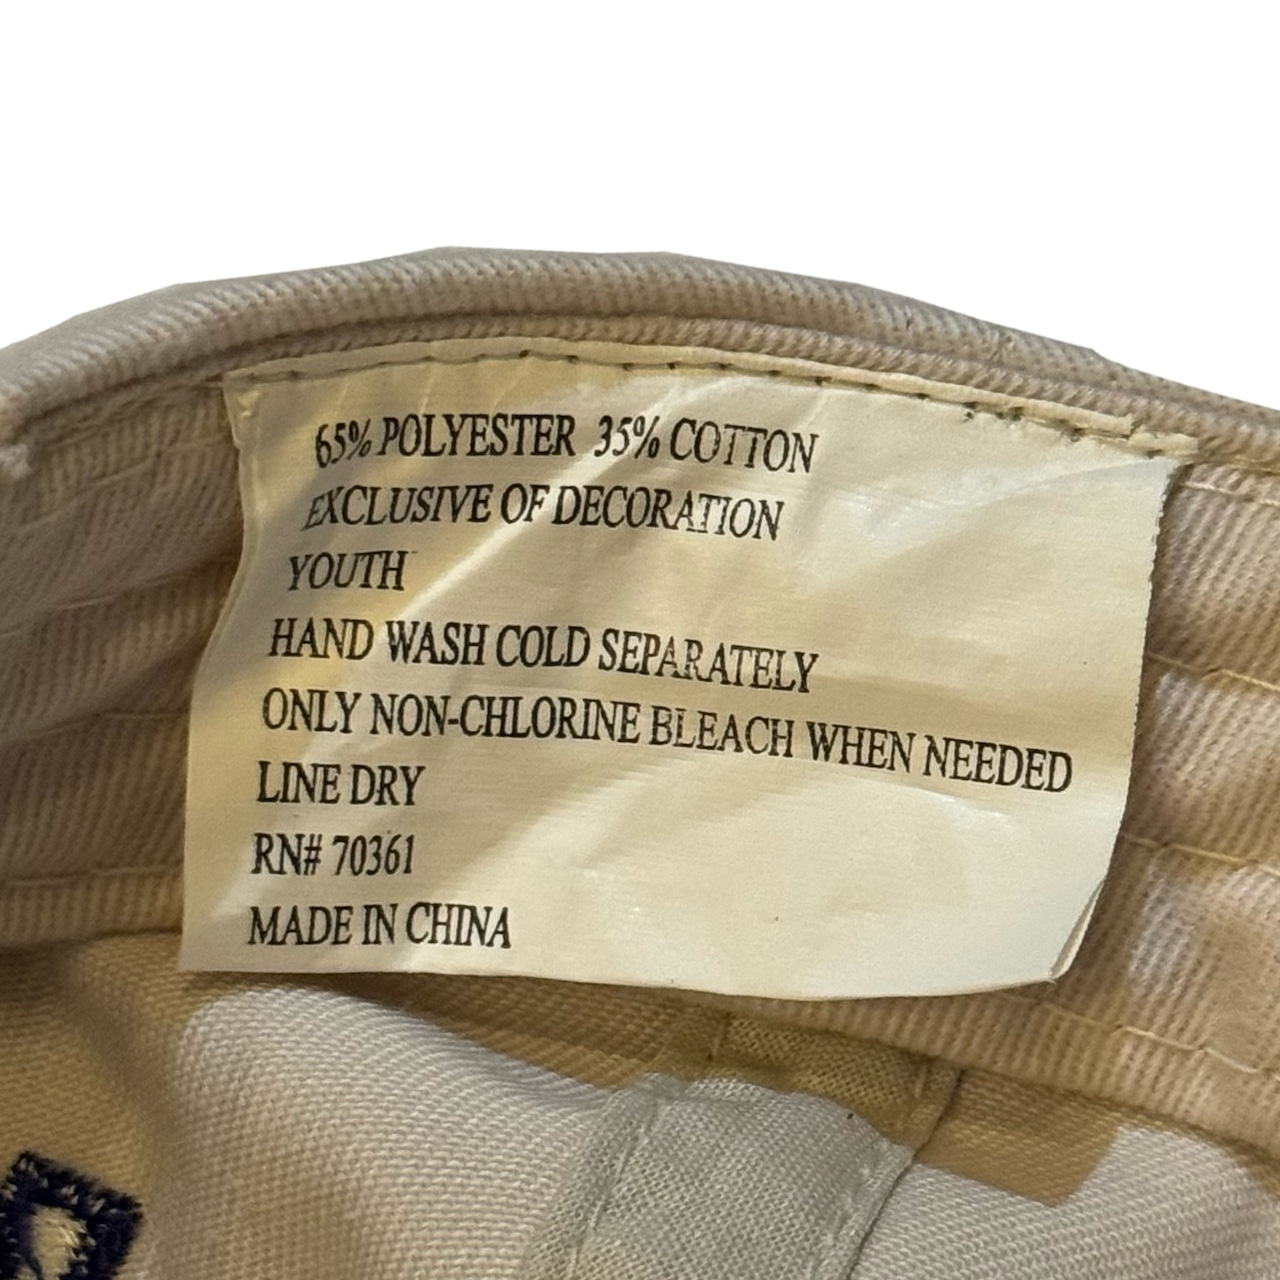 65% POLYESTER 35% COTTON
EXCLUSIVE OF DECORATION
YOUTH
HAND WASH COLD SEPARATELY
ONLY NON-CHLORINE BLEACH WHEN NEEDED
LINE DRY
RN# 70361
MADE IN CHINA